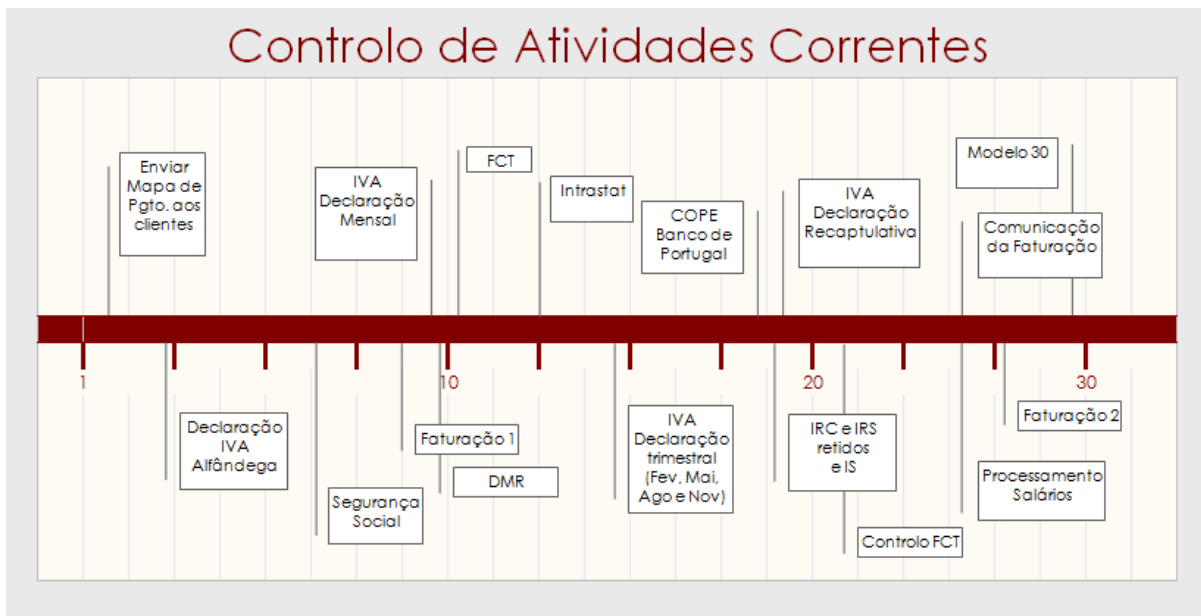 Controlo de Atividades Correntes
Enviar
Mapa de
Pgto. aos
clientes
IVA
Declaração
Mensal
FCT
Intrastat
COPE
Banco de
Portugal
IVA
Declaração
Recaptulativa
Modelo 30
Comunicação
da Faturação
1
10
20
30
Declaração
IVA
Alfândega
Segurança
Social
Faturação 1
DMR
IVA
Declaração
trimestral
(Fev, Mai,
Ago e Nov)
IRC e IRS
retidos
e IS
Controlo FCT
Processamento
Salários
Faturação 2